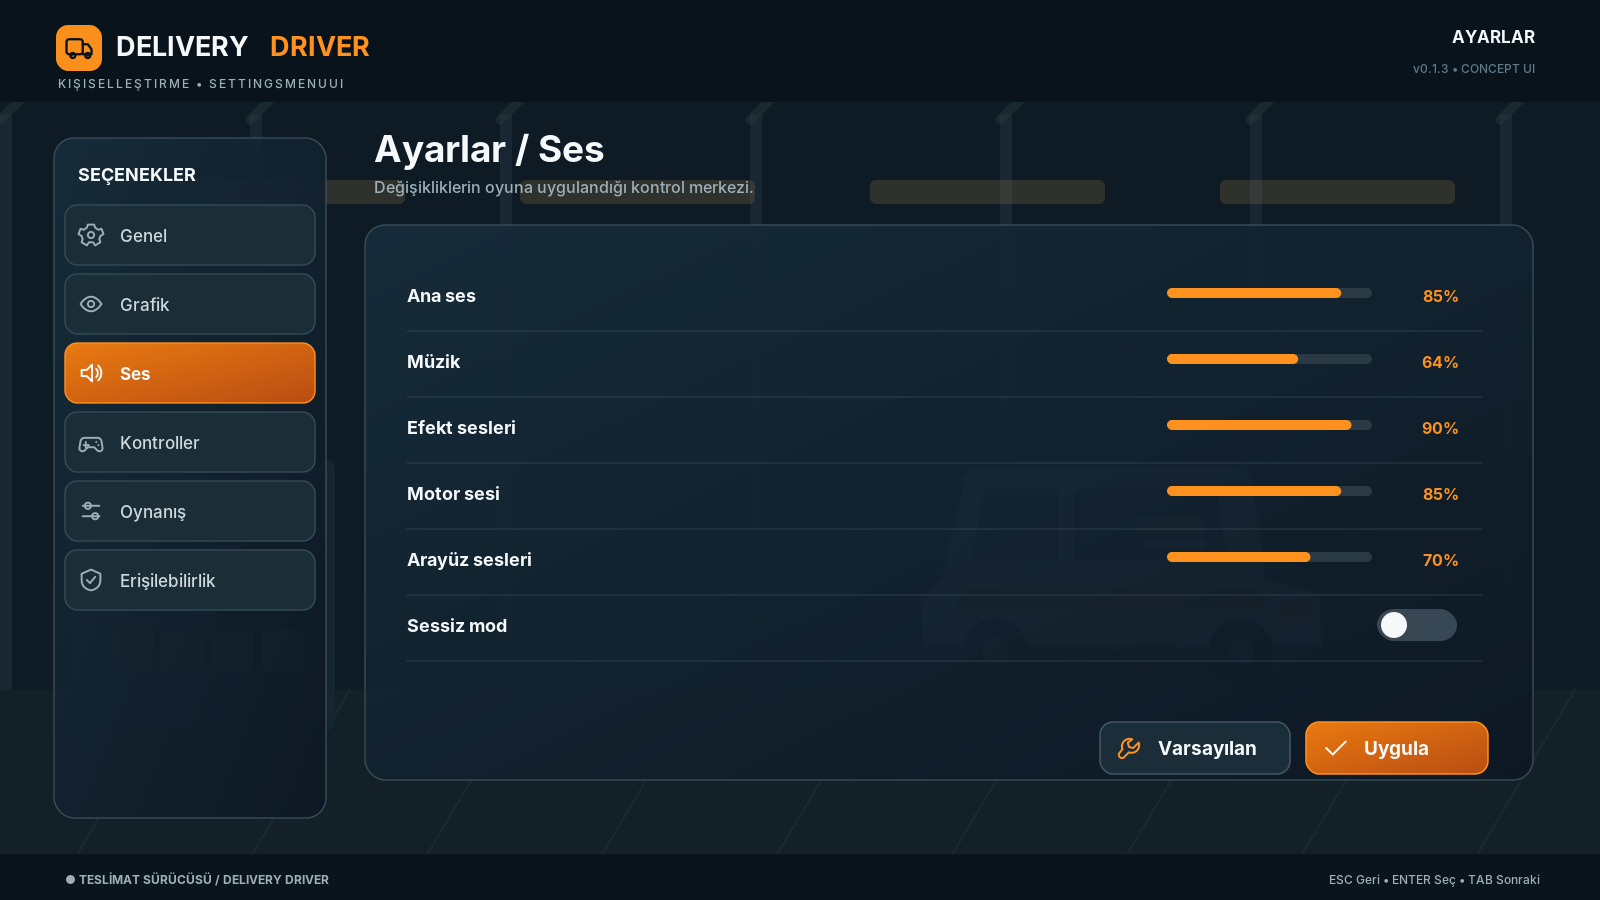 DELIVERY DRIVER
KIŞISELLEŞTIRME • SETTINGSMENUUI
AYARLAR
v0.1.3 • CONCEPT UI
SEÇENEKLER
Genel
Grafik
Ses
Kontroller
Oynanış
Erişilebilirlik
Ayarlar / Ses
Değişikliklerin oyuna uygulandığı kontrol merkezi.
Ana ses 85%
Müzik 64%
Efekt sesleri 90%
Motor sesi 85%
Arayüz sesleri 70%
Sessiz mod
Varsayılan
Uygula
TESLİMAT SÜRÜCÜSÜ / DELIVERY DRIVER
ESC Geri • ENTER Seç • TAB Sonraki